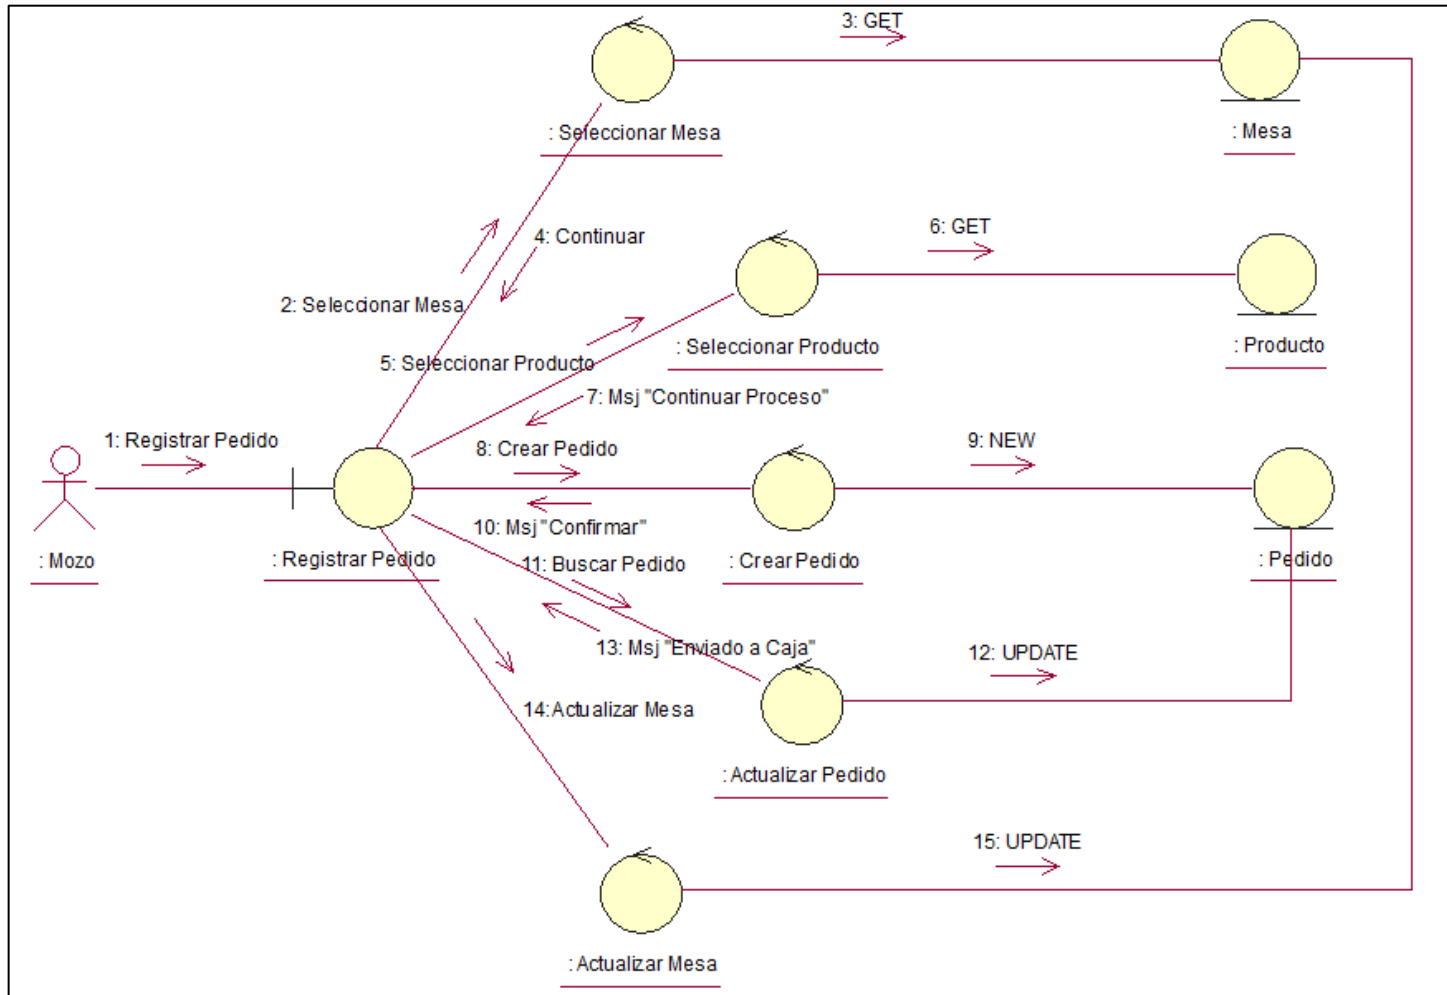 3: GET
: Seleccionar Mesa
: Mesa
4: Continuar
6: GET
2: Seleccionar Mesa
5: Seleccionar Producto
: Seleccionar Producto
: Producto
7: Msj "Continuar Proceso"
1: Registrar Pedido
8: Crear Pedido
9: NEW
10: Msj "Confirmar"
: Mozo
: Registrar Pedido
11: Buscar Pedido
: Crear Pedido
: Pedido
13: Msj "Enviado a Caja"
12: UPDATE
14: Actualizar Mesa
: Actualizar Pedido
15: UPDATE
: Actualizar Mesa